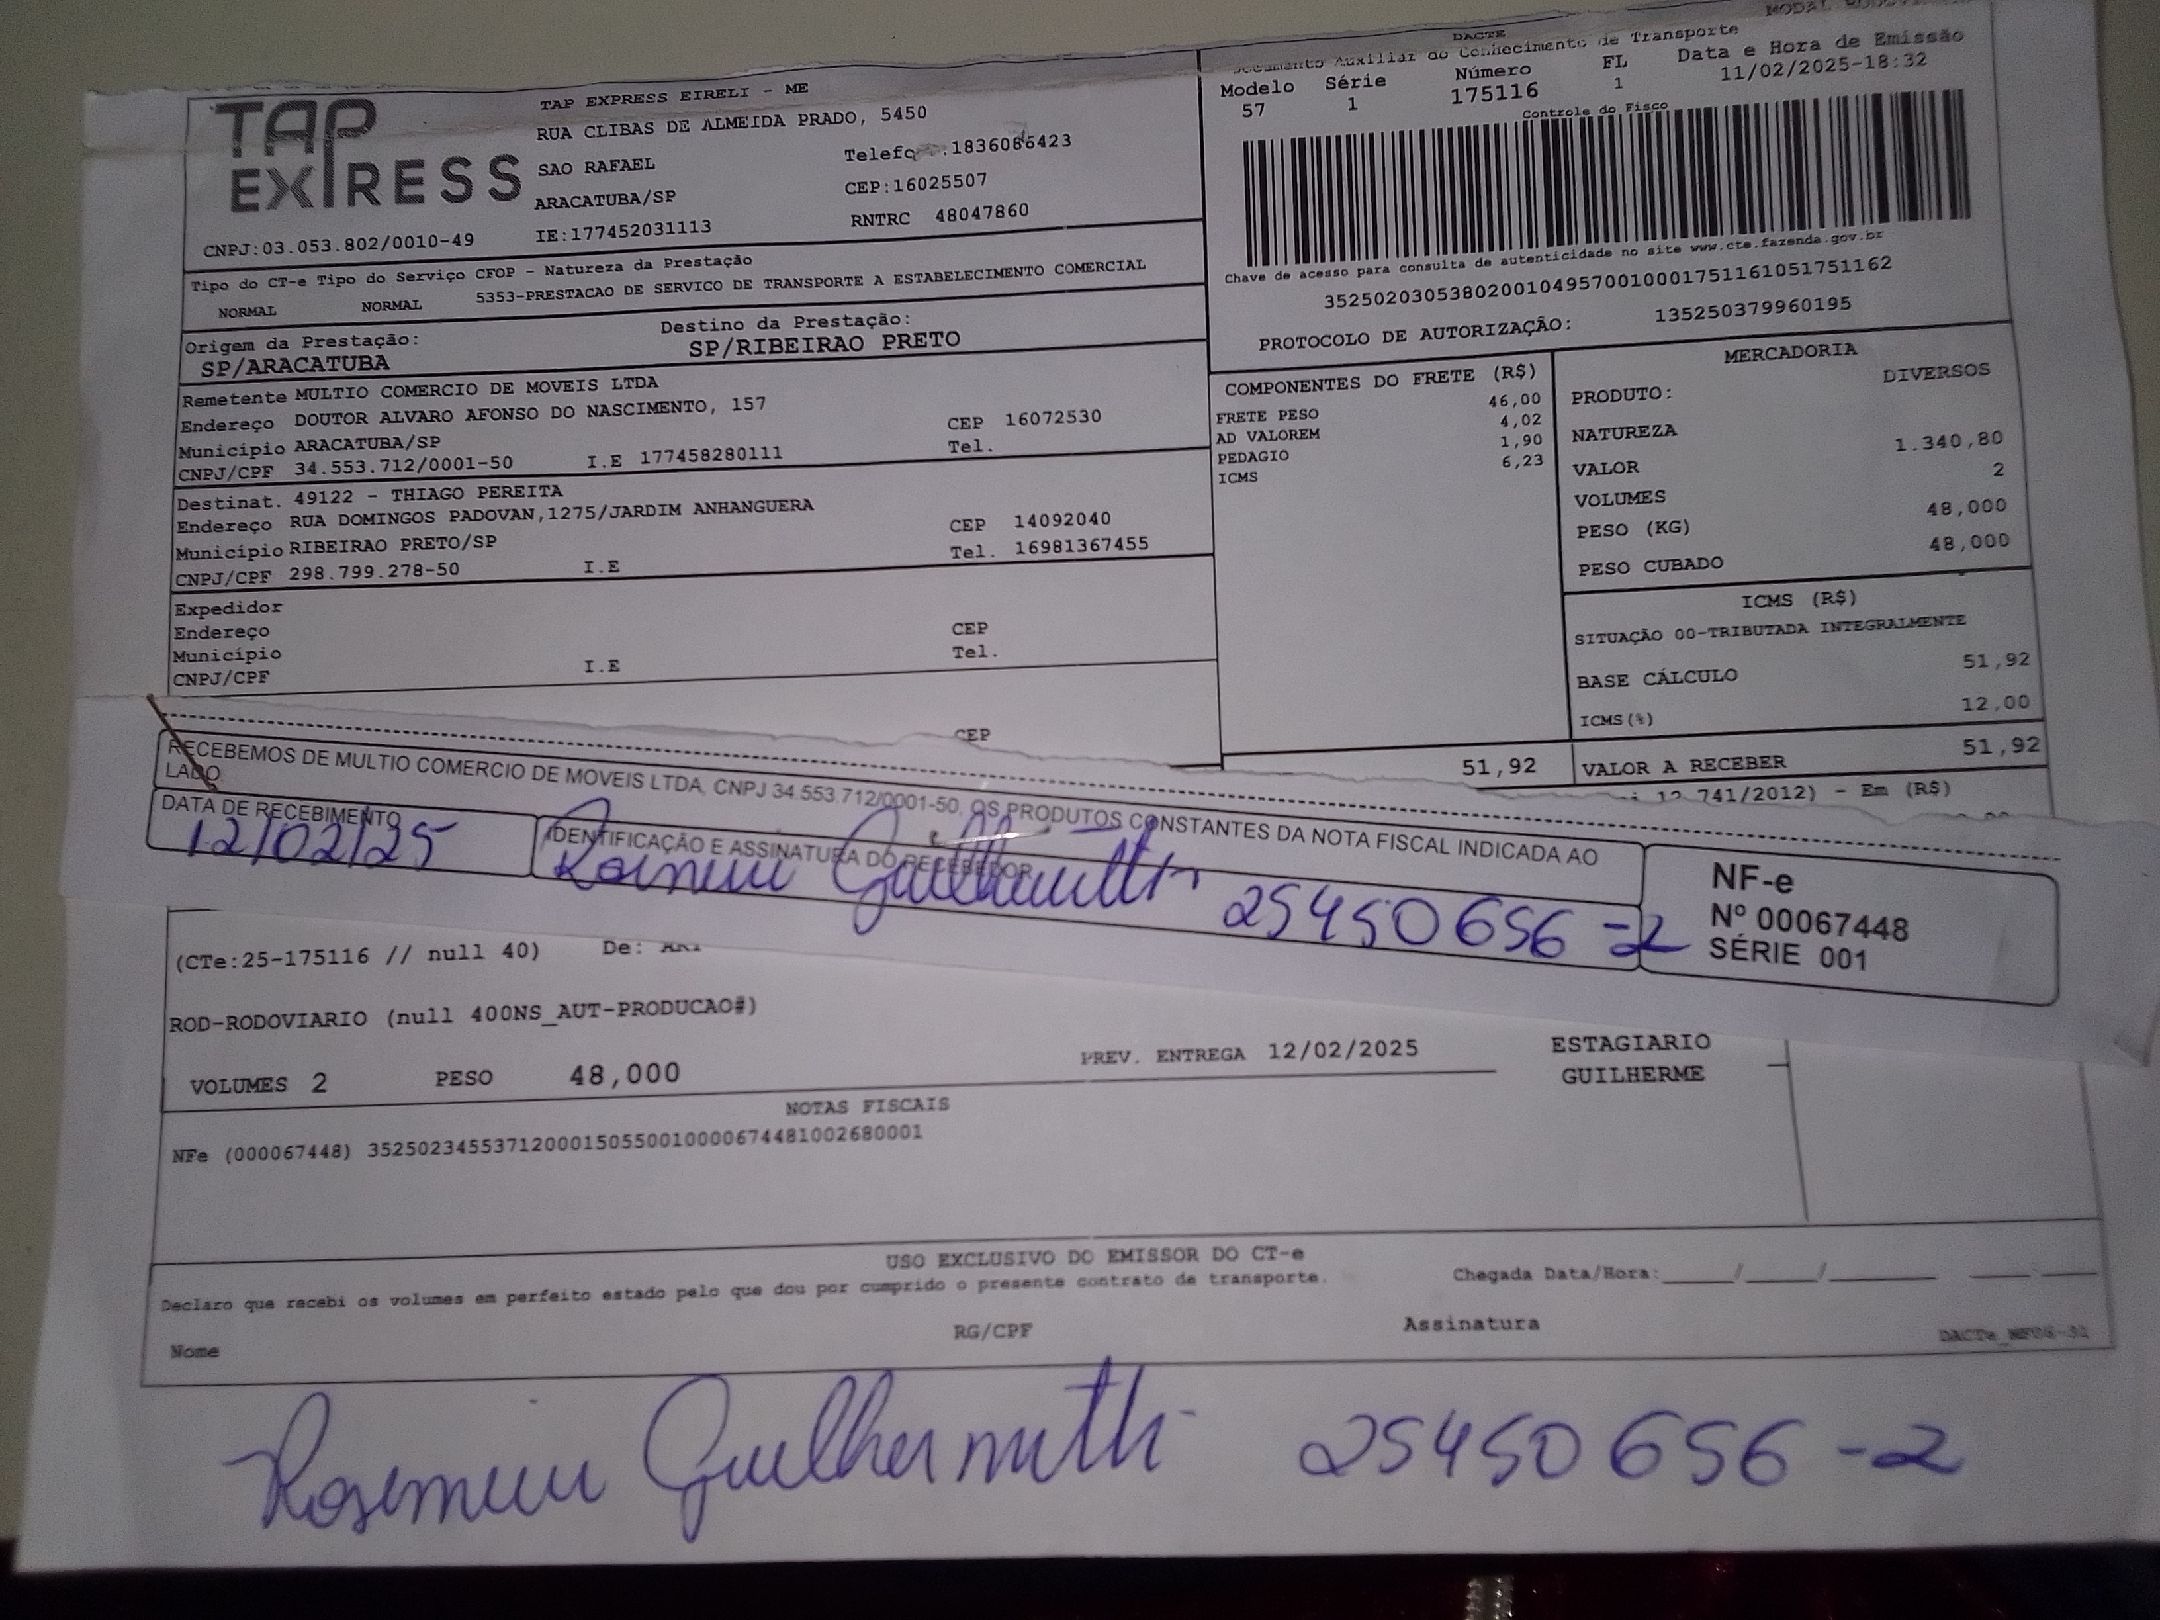 TAP EXPRESS
TAP EXPRESS EIRELI - ME
RUA CLIBAS DE ALMEIDA PRADO, 5450
SAO RAFAEL
.1836086423
ARACATUBA/SP CEP:16025507
CNPJ:03.053.802/0010-49 IE:177452031113 RNTRC 48047860
DACTE
Auxiliar do Conhecimento de Transporte
Modelo Série Número FL Data e Hora de Emissão
57 1 175116 1 11/02/2025-18:32
Controle do Fisco
Chave de acesso para consulta de autenticidade no site www.cte.fazenda.gov.br
35250203053802001049570010001751161051751162
PROTOCOLO DE AUTORIZAÇÃO: 135250379960195
Tipo do CT-e Tipo do Serviço CFOP - Natureza da Prestação
NORMAL NORMAL 5353-PRESTACAO DE SERVICO DE TRANSPORTE A ESTABELECIMENTO COMERCIAL
Origem da Prestação: Destino da Prestação:
SP/ARACATUBA SP/RIBEIRAO PRETO
Remetente MULTIO COMERCIO DE MOVEIS LTDA
Endereço DOUTOR ALVARO AFONSO DO NASCIMENTO, 157 CEP 16072530
Município ARACATUBA/SP Tel.
CNPJ/CPF 34.553.712/0001-50 I.E 177458280111
Destinat. 49122 - THIAGO PEREITA
Endereço RUA DOMINGOS PADOVAN,1275/JARDIM ANHANGUERA CEP 14092040
Município RIBEIRAO PRETO/SP Tel. 16981367455
CNPJ/CPF 298.799.278-50 I.E
Expedidor
Endereço CEP
Município Tel.
CNPJ/CPF I.E
CEP
COMPONENTES DO FRETE (R$)
FRETE PESO 46,00
AD VALOREM 4,02
PEDAGIO 1,90
ICMS 6,23
51,92
MERCADORIA
PRODUTO: DIVERSOS
NATUREZA
VALOR 1.340,80
VOLUMES 2
PESO (KG) 48,000
PESO CUBADO 48,000
ICMS (R$)
SITUAÇÃO 00-TRIBUTADA INTEGRALMENTE
BASE CÁLCULO 51,92
ICMS(%) 12,00
VALOR A RECEBER 51,92
12.741/2012) - Em (R$)
RECEBEMOS DE MULTIO COMERCIO DE MOVEIS LTDA, CNPJ 34.553.712/0001-50, OS PRODUTOS CONSTANTES DA NOTA FISCAL INDICADA AO
LADO
DATA DE RECEBIMENTO IDENTIFICAÇÃO E ASSINATURA DO RECEBEDOR
12/02/25 25450656-2
NF-e
Nº 00067448
SÉRIE 001
(CTe:25-175116 // null 40) De:
ROD-RODOVIARIO (null 400NS_AUT-PRODUCAO#)
VOLUMES 2 PESO 48,000 PREV. ENTREGA 12/02/2025 ESTAGIARIO
GUILHERME
NOTAS FISCAIS
NFe (000067448) 35250234553712000150550010000674481002680001
USO EXCLUSIVO DO EMISSOR DO CT-e
Declaro que recebi os volumes em perfeito estado pelo que dou por cumprido o presente contrato de transporte. Chegada Data/Hora:____/____/______ ___:___
Nome RG/CPF Assinatura
25450656-2